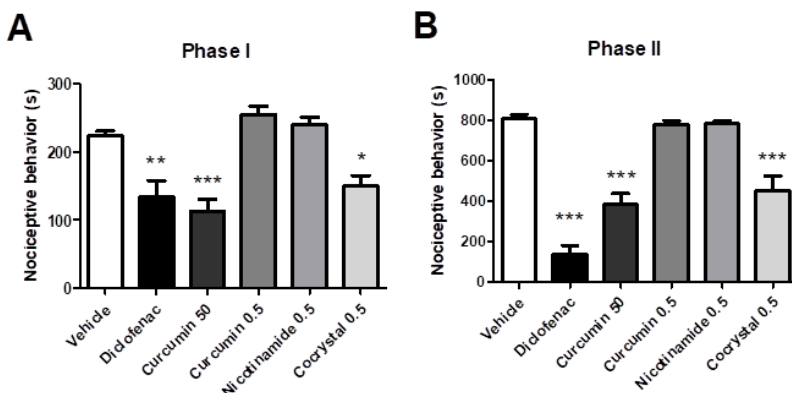 A
Phase I
Nociceptive behavior (s)
300
200
100
0
**
***
*
Vehicle
Diclofenac
Curcumin 50
Curcumin 0.5
Nicotinamide 0.5
Cocrystal 0.5
B
Phase II
Nociceptive behavior (s)
1000
800
600
400
200
0
***
***
***
Vehicle
Diclofenac
Curcumin 50
Curcumin 0.5
Nicotinamide 0.5
Cocrystal 0.5